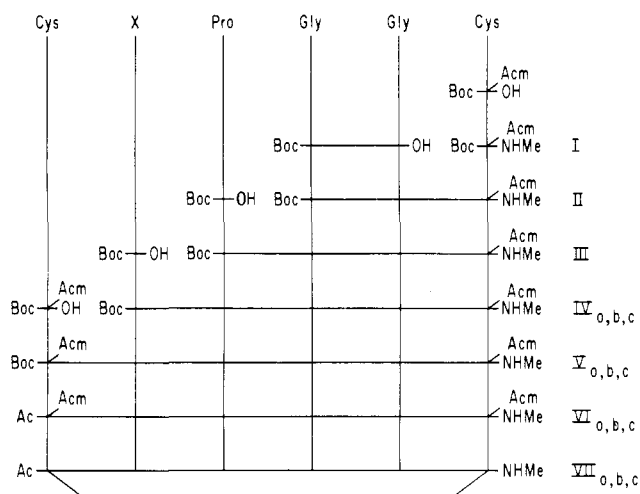 Cys X Pro Gly Gly Cys
Acm
Boc OH
Acm
Boc OH Boc NHMe I
Acm
Boc OH Boc NHMe II
Acm
Boc OH Boc NHMe III
Acm Acm
Boc OH Boc NHMe IV a,b,c
Acm Acm
Boc NHMe V a,b,c
Acm Acm
Ac NHMe VI a,b,c
Ac NHMe VII a,b,c